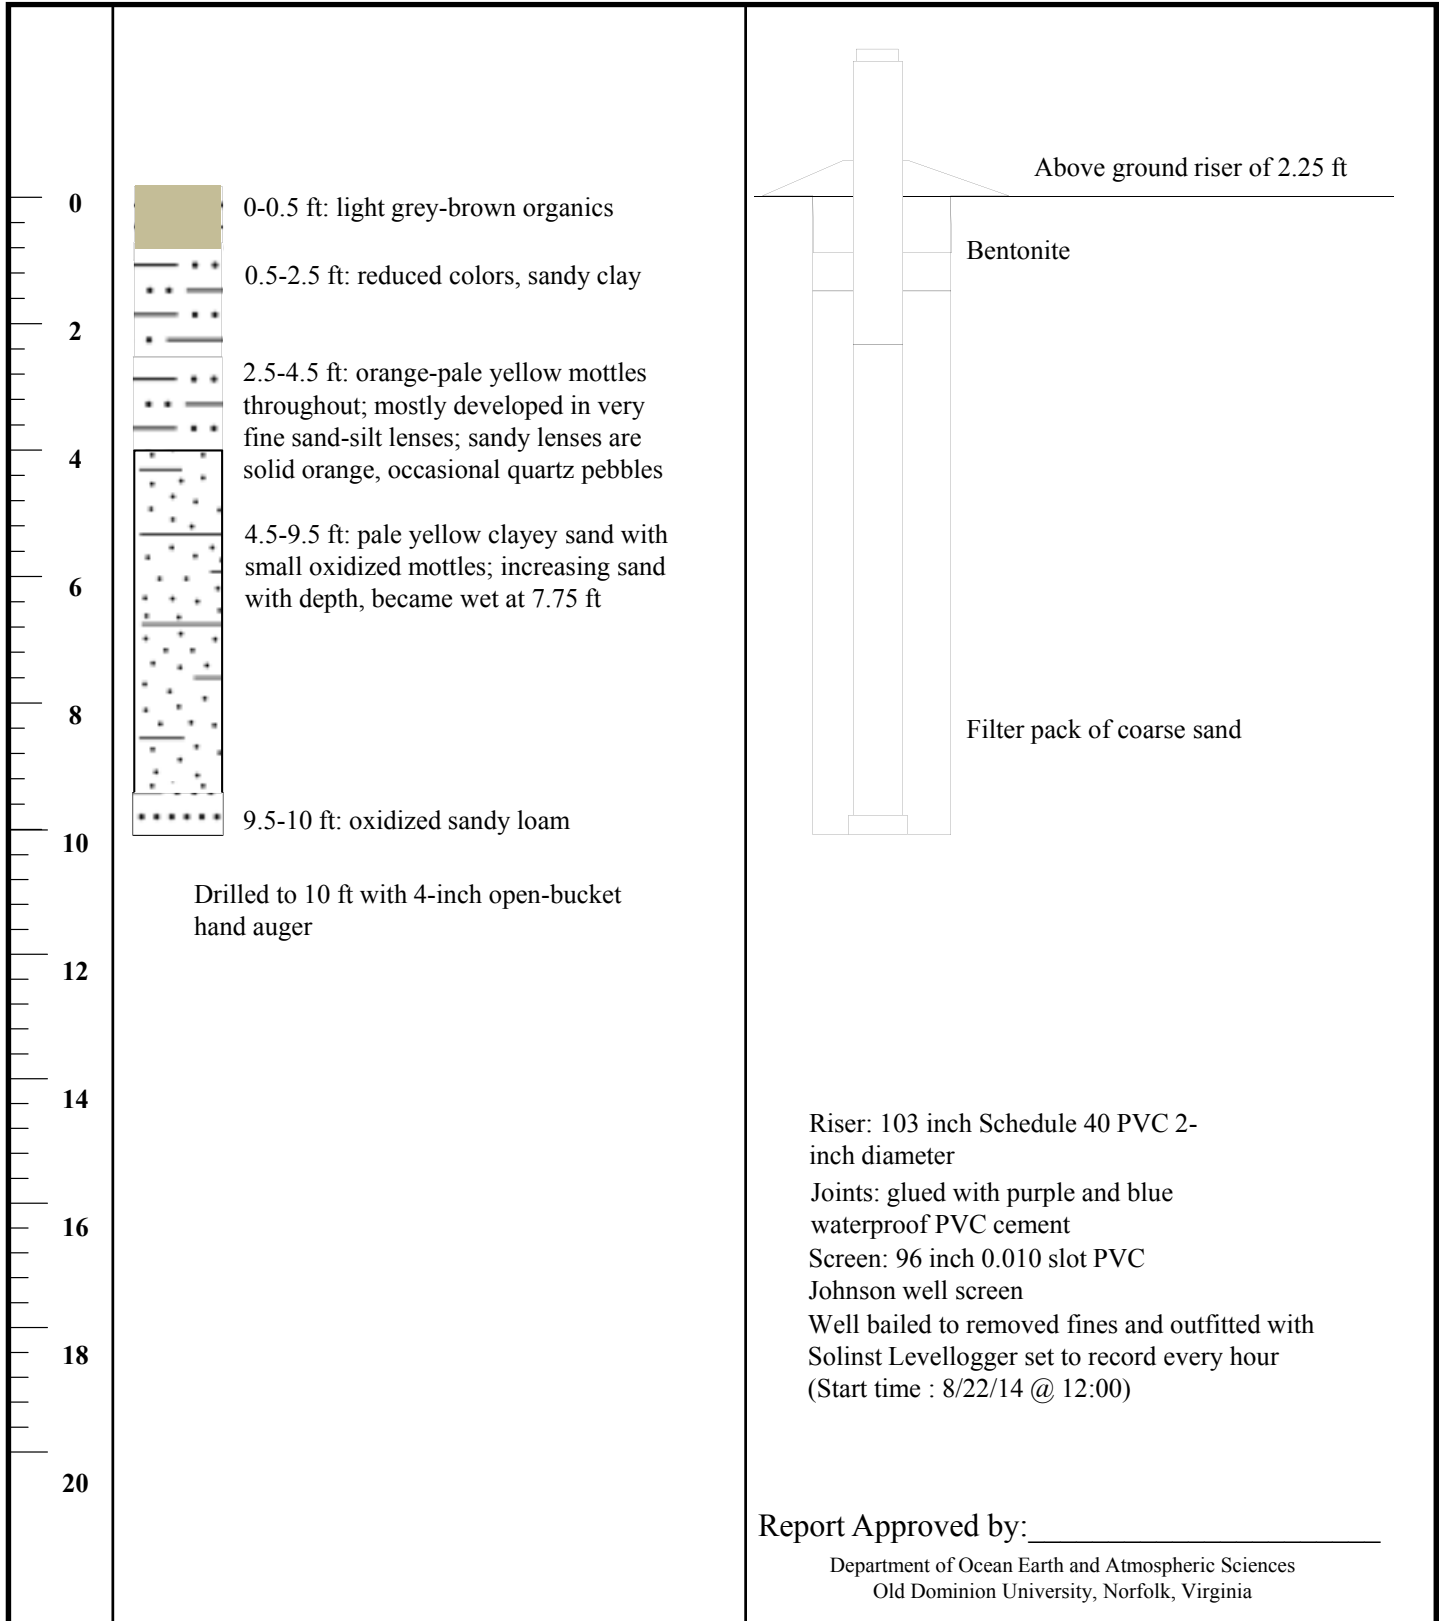 0
2
4
6
8
10
12
14
16
18
20
0-0.5 ft: light grey-brown organics
0.5-2.5 ft: reduced colors, sandy clay
2.5-4.5 ft: orange-pale yellow mottles
throughout; mostly developed in very
fine sand-silt lenses; sandy lenses are
solid orange, occasional quartz pebbles
4.5-9.5 ft: pale yellow clayey sand with
small oxidized mottles; increasing sand
with depth, became wet at 7.75 ft
9.5-10 ft: oxidized sandy loam
Drilled to 10 ft with 4-inch open-bucket
hand auger
Above ground riser of 2.25 ft
Bentonite
Filter pack of coarse sand
Riser: 103 inch Schedule 40 PVC 2-
inch diameter
Joints: glued with purple and blue
waterproof PVC cement
Screen: 96 inch 0.010 slot PVC
Johnson well screen
Well bailed to removed fines and outfitted with
Solinst Levellogger set to record every hour
(Start time : 8/22/14 @ 12:00)
Report Approved by:______________________
Department of Ocean Earth and Atmospheric Sciences
Old Dominion University, Norfolk, Virginia